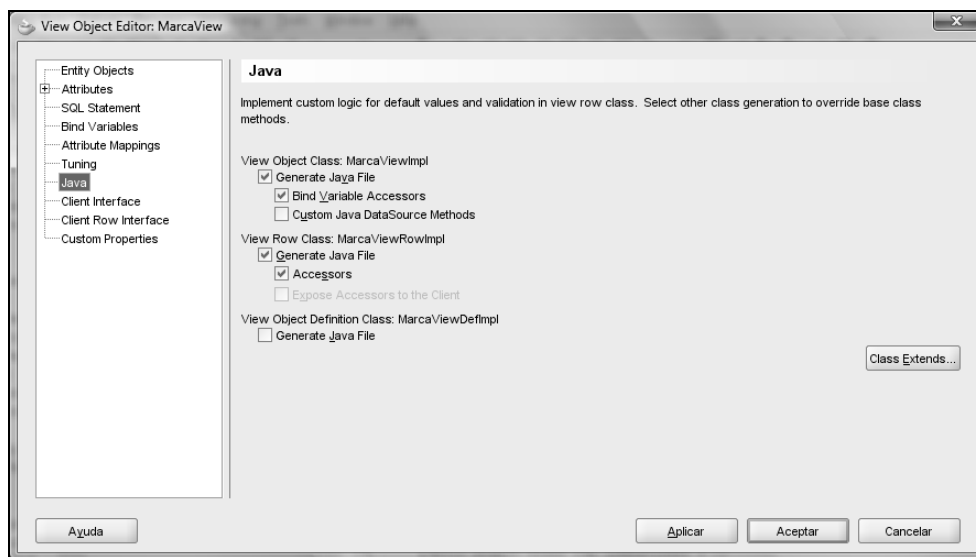 View Object Editor: MarcaView
Entity Objects
Attributes
SQL Statement
Bind Variables
Attribute Mappings
Tuning
Java
Client Interface
Client Row Interface
Custom Properties
Java
Implement custom logic for default values and validation in view row class. Select other class generation to override base class
methods.
View Object Class: MarcaViewImpl
Generate Java File
Bind Variable Accessors
Custom Java DataSource Methods
View Row Class: MarcaViewRowImpl
Generate Java File
Accessors
Expose Accessors to the Client
View Object Definition Class: MarcaViewDefImpl
Generate Java File
Class Extends...
Ayuda
Aplicar
Aceptar
Cancelar